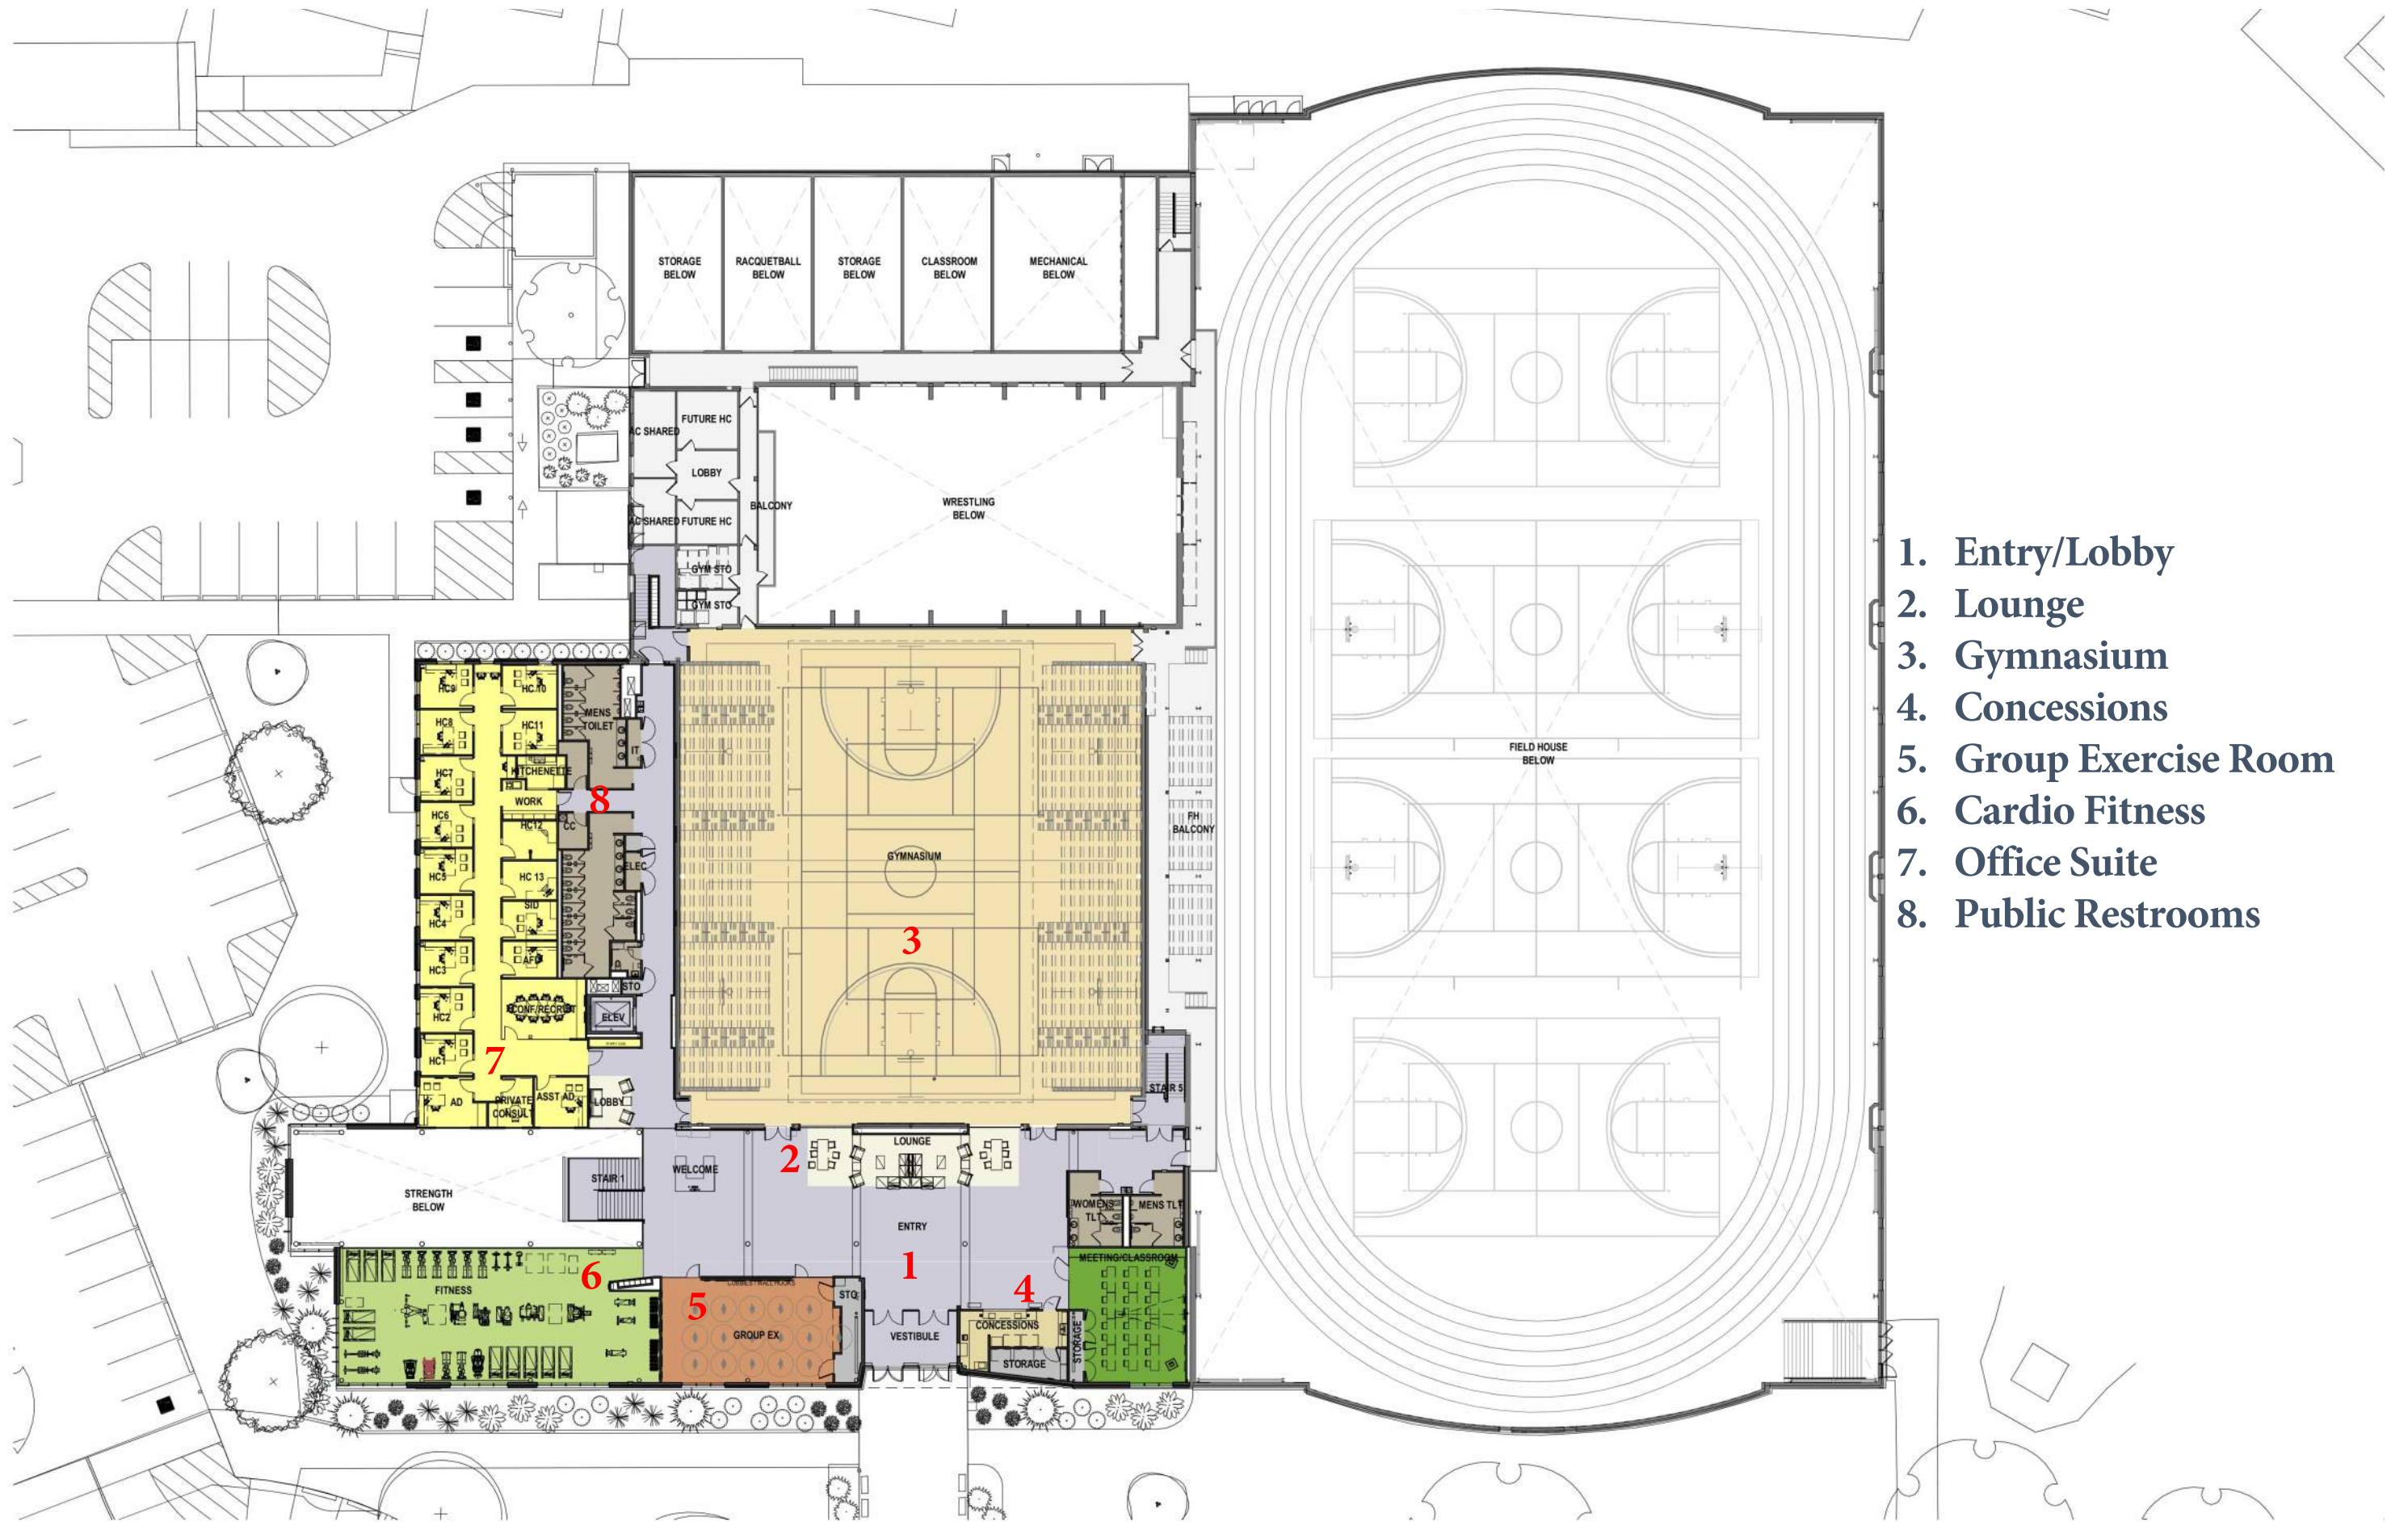 STORAGE
BELOW
RACQUETBALL
BELOW
STORAGE
BELOW
CLASSROOM
BELOW
MECHANICAL
BELOW
AC SHARED
FUTURE HC
LOBBY
AC SHARED
FUTURE HC
BALCONY
WRESTLING
BELOW
GYM STO
GYM STO
HC9
HC 10
MENS
TOILET
HC8
HC11
IT
HC7
KITCHENETTE
WORK
8
HC6
HC12
CC
HC5
HC 13
ELEC
HC4
SID
HC3
AFD
STO
HC2
CONF/RECRUIT
ELEV
HC1
7
AD
PRIVATE
CONSULT
ASST AD
LOBBY
GYMNASIUM
3
FH
BALCONY
STAIR 5
FIELD HOUSE
BELOW
2
LOUNGE
WELCOME
STAIR 1
STRENGTH
BELOW
ENTRY
1
WOMENS
TLT
MENS TLT
MEETING/CLASSROOM
6
FITNESS
5
GROUP EX
STO
VESTIBULE
4
CONCESSIONS
STORAGE
STORAGE
1. Entry/Lobby
2. Lounge
3. Gymnasium
4. Concessions
5. Group Exercise Room
6. Cardio Fitness
7. Office Suite
8. Public Restrooms